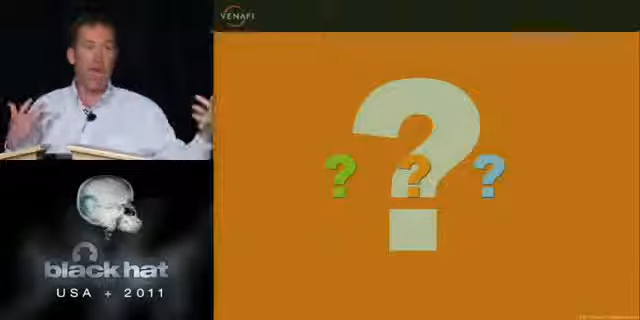 VENAFI
?
? ? ?
black hat
USA + 2011